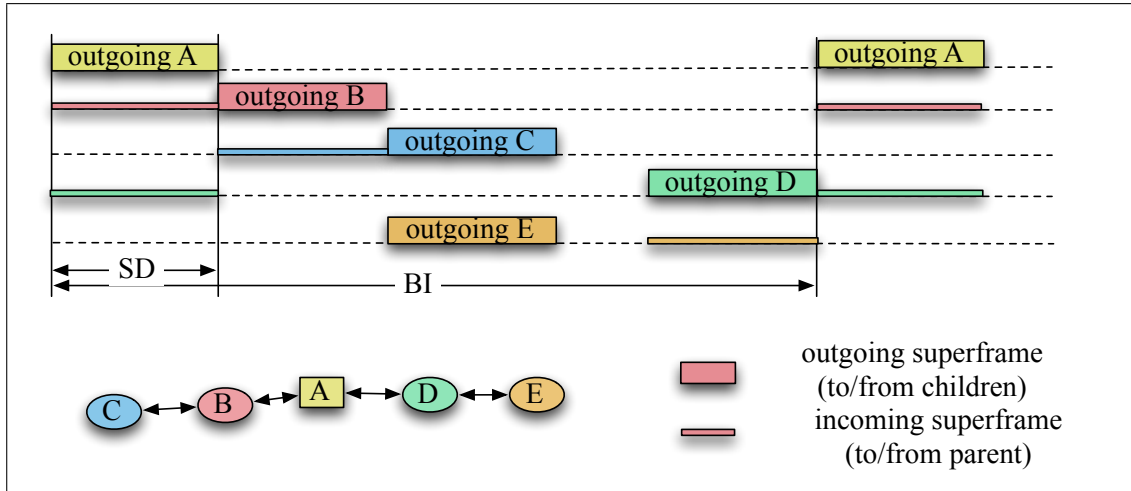 outgoing A
outgoing A
outgoing B
outgoing C
outgoing D
outgoing E
SD
BI
C
B
A
D
E
outgoing superframe
(to/from children)
incoming superframe
(to/from parent)